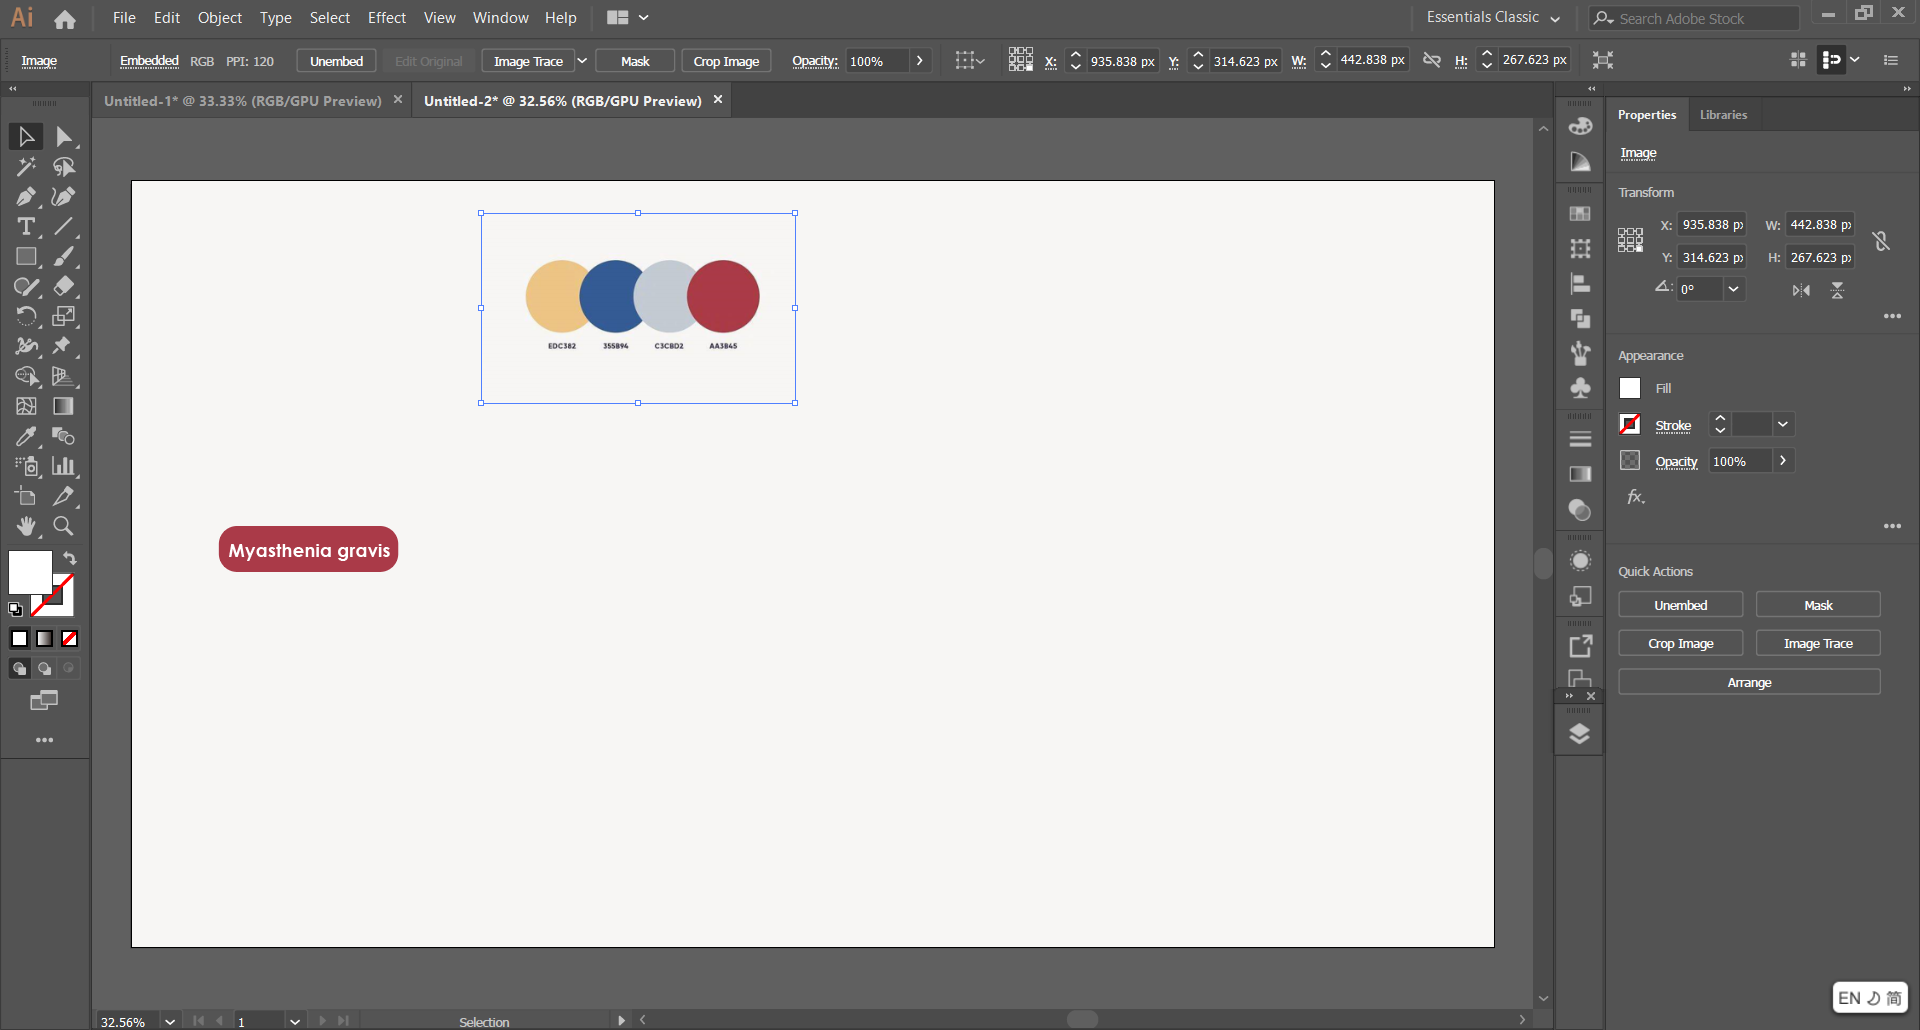 Ai File Edit Object Type Select Effect View Window Help Essentials Classic Search Adobe Stock
Image Embedded RGB PPI: 120 Unembed Edit Original Image Trace Mask Crop Image Opacity: 100% X: 935.838 px Y: 314.623 px W: 442.838 px H: 267.623 px
Untitled-1* @ 33.33% (RGB/GPU Preview) Untitled-2* @ 32.56% (RGB/GPU Preview)
Properties Libraries
Image
Transform
X: 935.838 px W: 442.838 px
Y: 314.623 px H: 267.623 px
0°
Appearance
Fill
Stroke
Opacity 100%
fx.
Quick Actions
Unembed Mask
Crop Image Image Trace
Arrange
EDC382 355B94 C3CBD2 AA3845
Myasthenia gravis
EN 简
32.56% 1 Selection